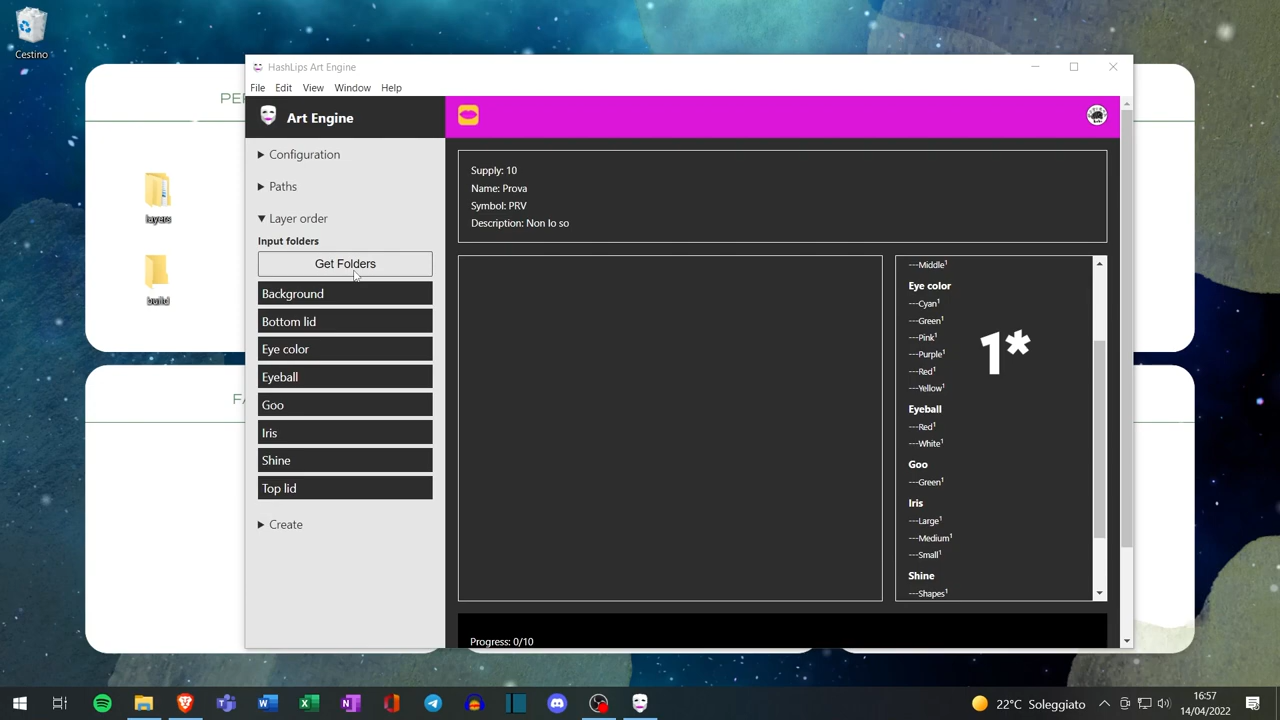 Cestino
PE
layers
build
FA
HashLips Art Engine
File Edit View Window Help
Art Engine
Configuration
Paths
Layer order
Input folders
Get Folders
Background
Bottom lid
Eye color
Eyeball
Goo
Iris
Shine
Top lid
Create
Supply: 10
Name: Prova
Symbol: PRV
Description: Non lo so
---Middle¹
Eye color
---Cyan¹
---Green¹
---Pink¹
---Purple¹
---Red¹
---Yellow¹
Eyeball
---Red¹
---White¹
Goo
---Green¹
Iris
---Large¹
---Medium¹
---Small¹
Shine
---Shapes¹
1*
Progress: 0/10
22°C Soleggiato
16:57
14/04/2022